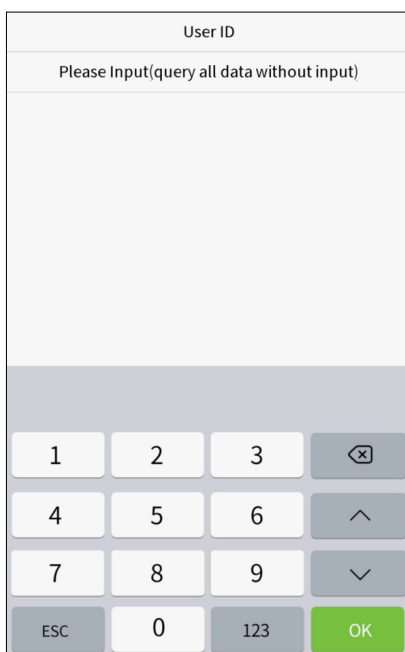 User ID
Please Input(query all data without input)
1 2 3
4 5 6
7 8 9
ESC 0 123 OK